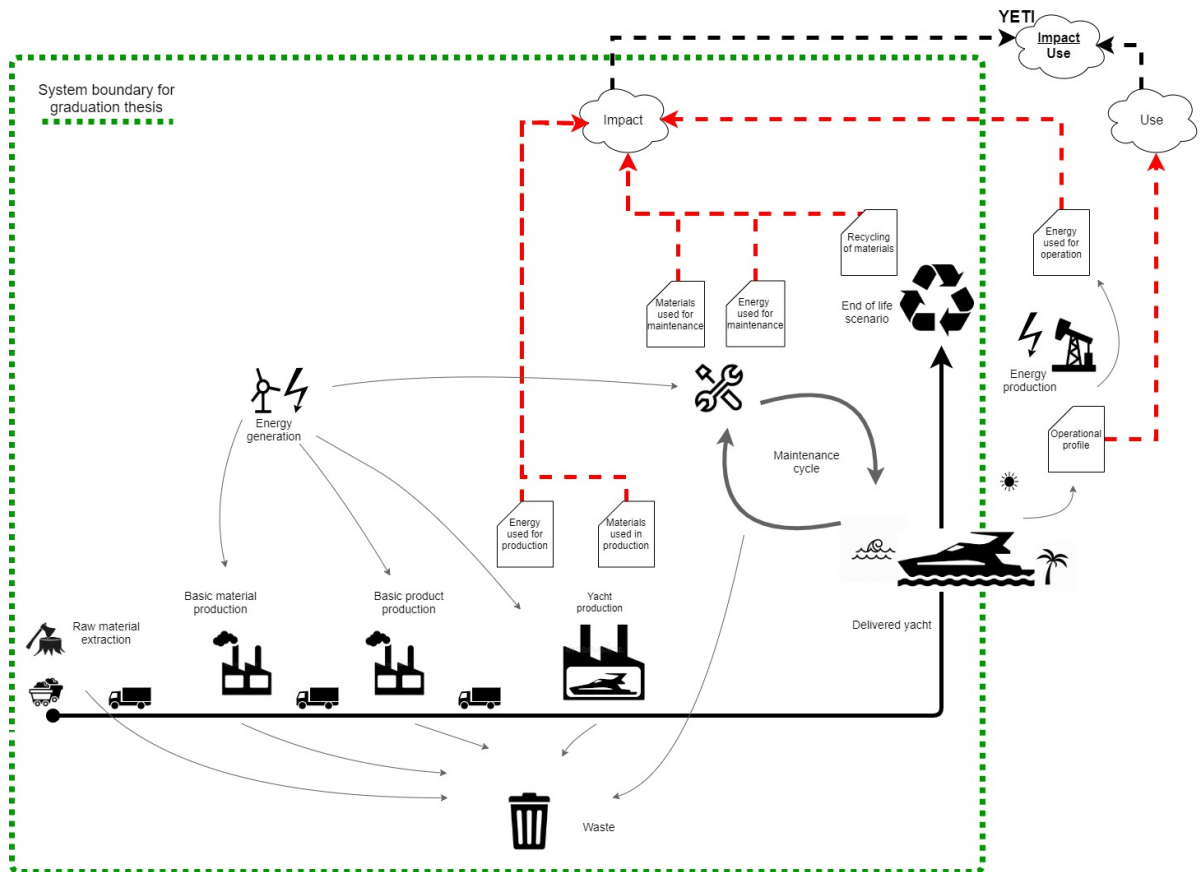 YETI
Impact
Use
System boundary for
graduation thesis
Impact
Use
Recycling
of materials
Energy
used for
operation
Materials
used for
maintenance
Energy
used for
maintenance
End of life
scenario
Energy
production
Energy
generation
Maintenance
cycle
Operational
profile
Energy
used for
production
Materials
used in
production
Raw material
extraction
Basic material
production
Basic product
production
Yacht
production
Delivered yacht
Waste